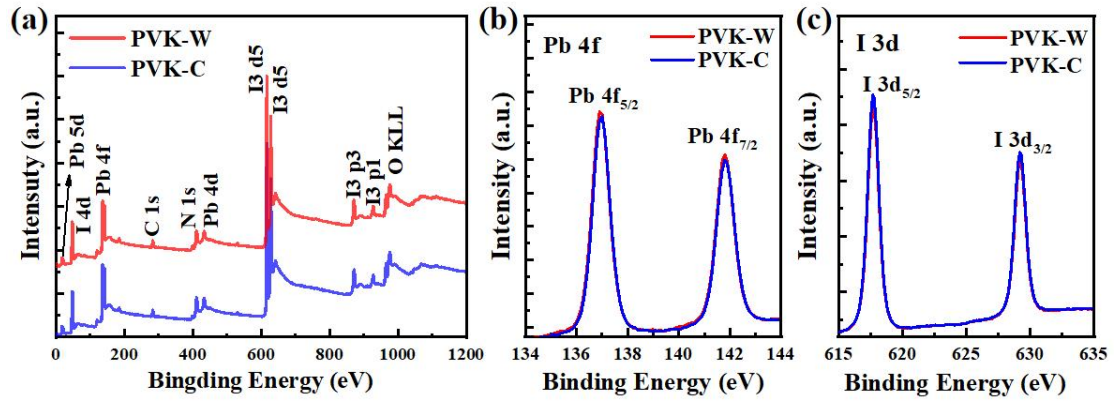 (a)
PVK-W
PVK-C
Intensuty (a.u.)
Pb 5d
I 4d
Pb 4f
C 1s
N 1s
Pb 4d
I3 d5
I3 d5
I3 p3
I3 p1
O KLL
0 200 400 600 800 1000 1200
Bingding Energy (eV)
(b)
Pb 4f
PVK-W
PVK-C
Intensity (a.u.)
Pb 4f5/2
Pb 4f7/2
134 136 138 140 142 144
Binding Energy (eV)
(c)
I 3d
PVK-W
PVK-C
Intensity (a.u.)
I 3d5/2
I 3d3/2
615 620 625 630 635
Binding Energy (eV)